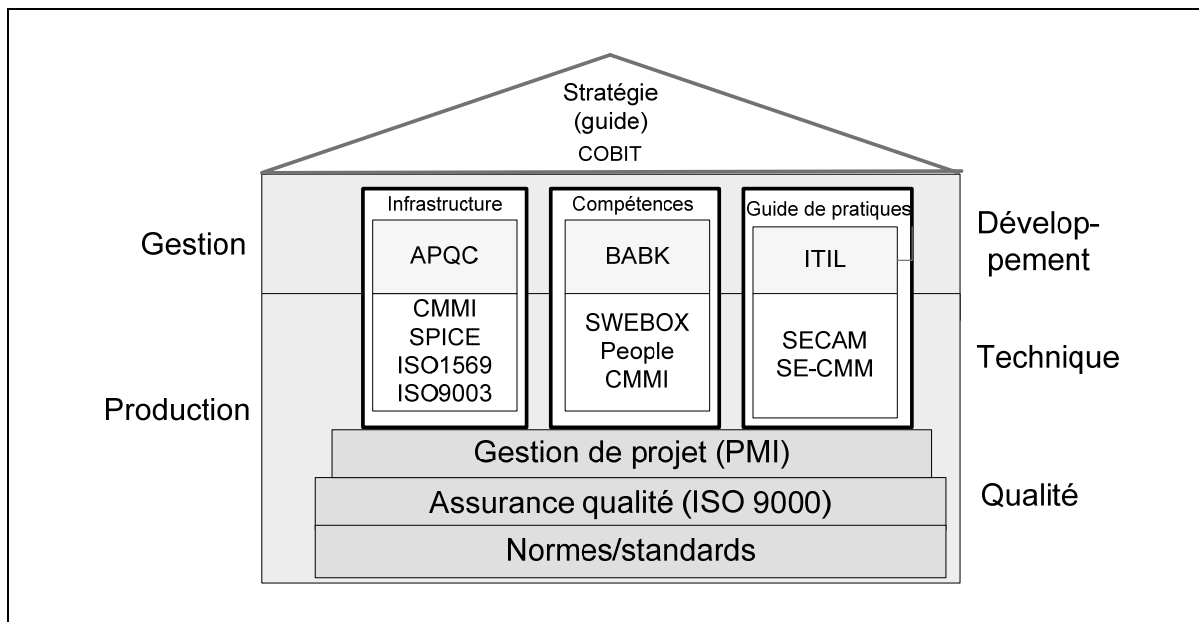 Stratégie
(guide)
COBIT
Infrastructure
Compétences
Guide de pratiques
Gestion
APQC
BABK
ITIL
Dévelop-
pement
CMMI
SPICE
ISO1569
ISO9003
SWEBOX
People
CMMI
SECAM
SE-CMM
Technique
Production
Gestion de projet (PMI)
Assurance qualité (ISO 9000)
Qualité
Normes/standards